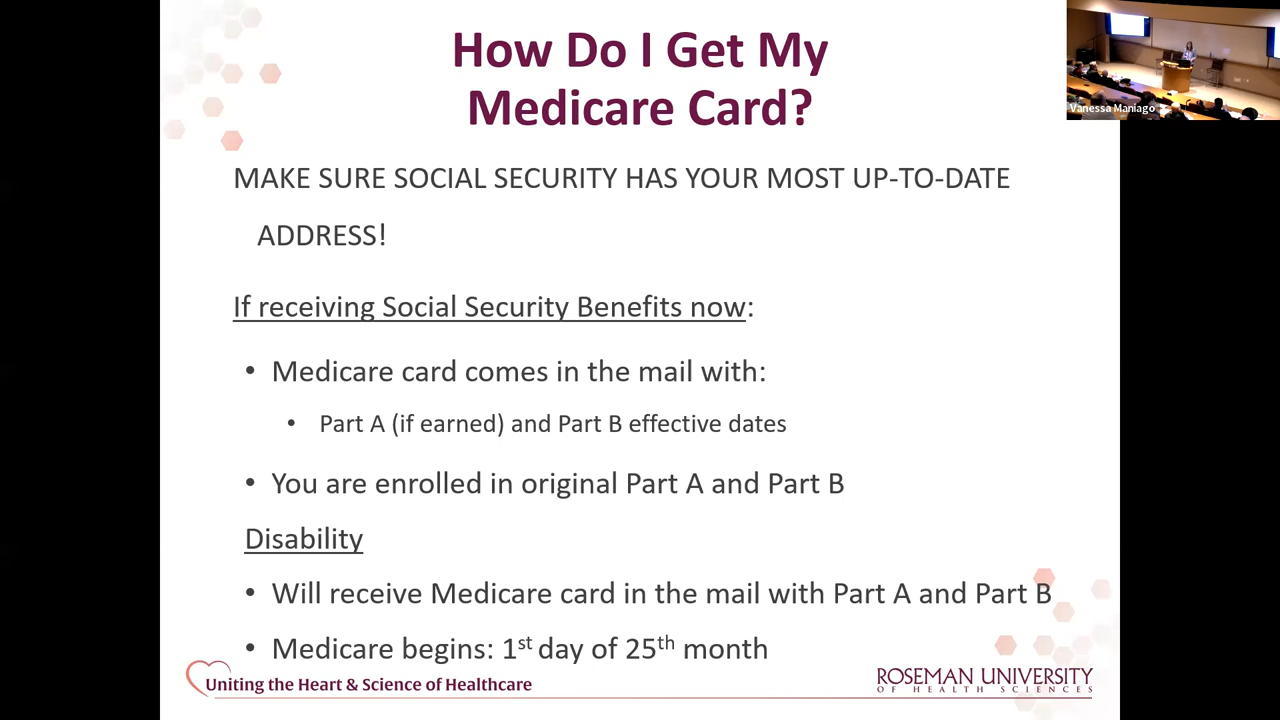 How Do I Get My
Medicare Card?
Vanessa Maniago
MAKE SURE SOCIAL SECURITY HAS YOUR MOST UP-TO-DATE
ADDRESS!
If receiving Social Security Benefits now:
• Medicare card comes in the mail with:
• Part A (if earned) and Part B effective dates
• You are enrolled in original Part A and Part B
Disability
• Will receive Medicare card in the mail with Part A and Part B
• Medicare begins: 1st day of 25th month
Uniting the Heart & Science of Healthcare
ROSEMAN UNIVERSITY
OF HEALTH SCIENCES